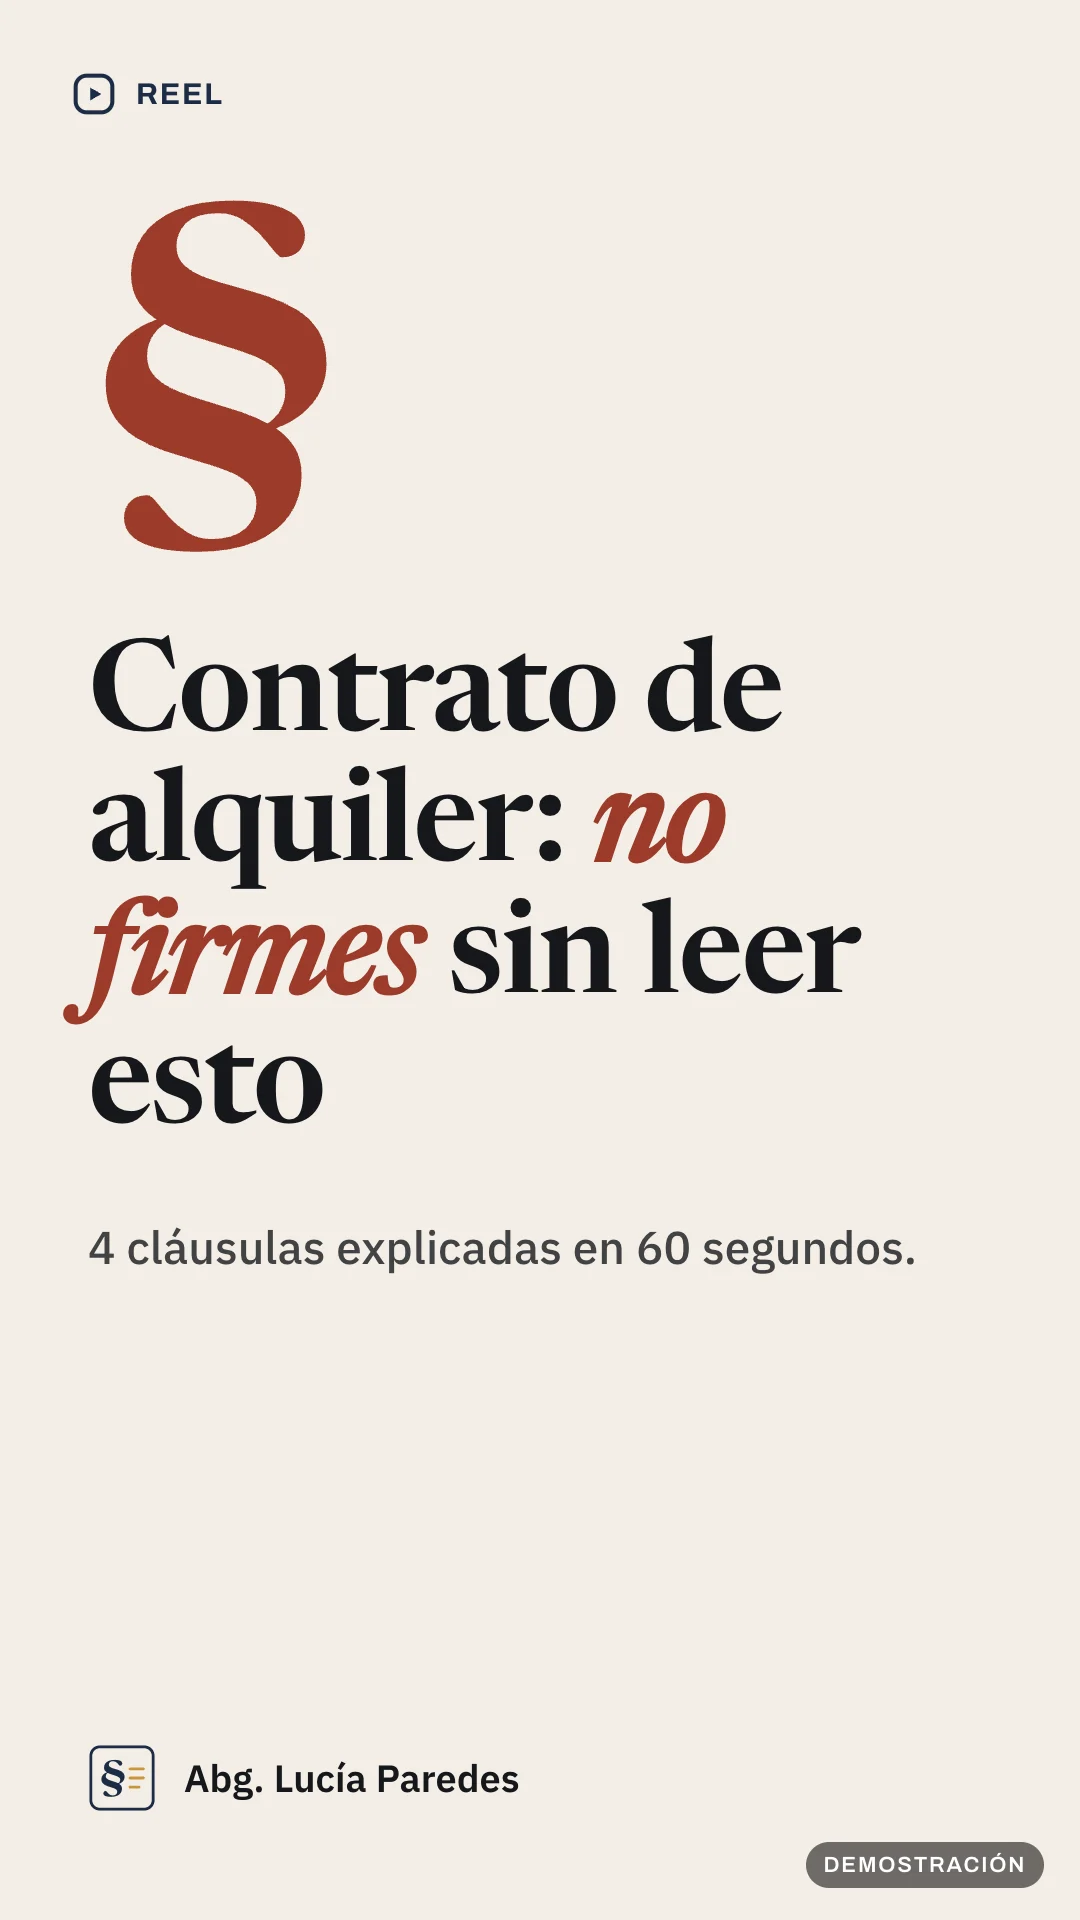 REEL
§
Contrato de
alquiler: no
firmes sin leer
esto
4 cláusulas explicadas en 60 segundos.
§
Abg. Lucía Paredes
DEMOSTRACIÓN